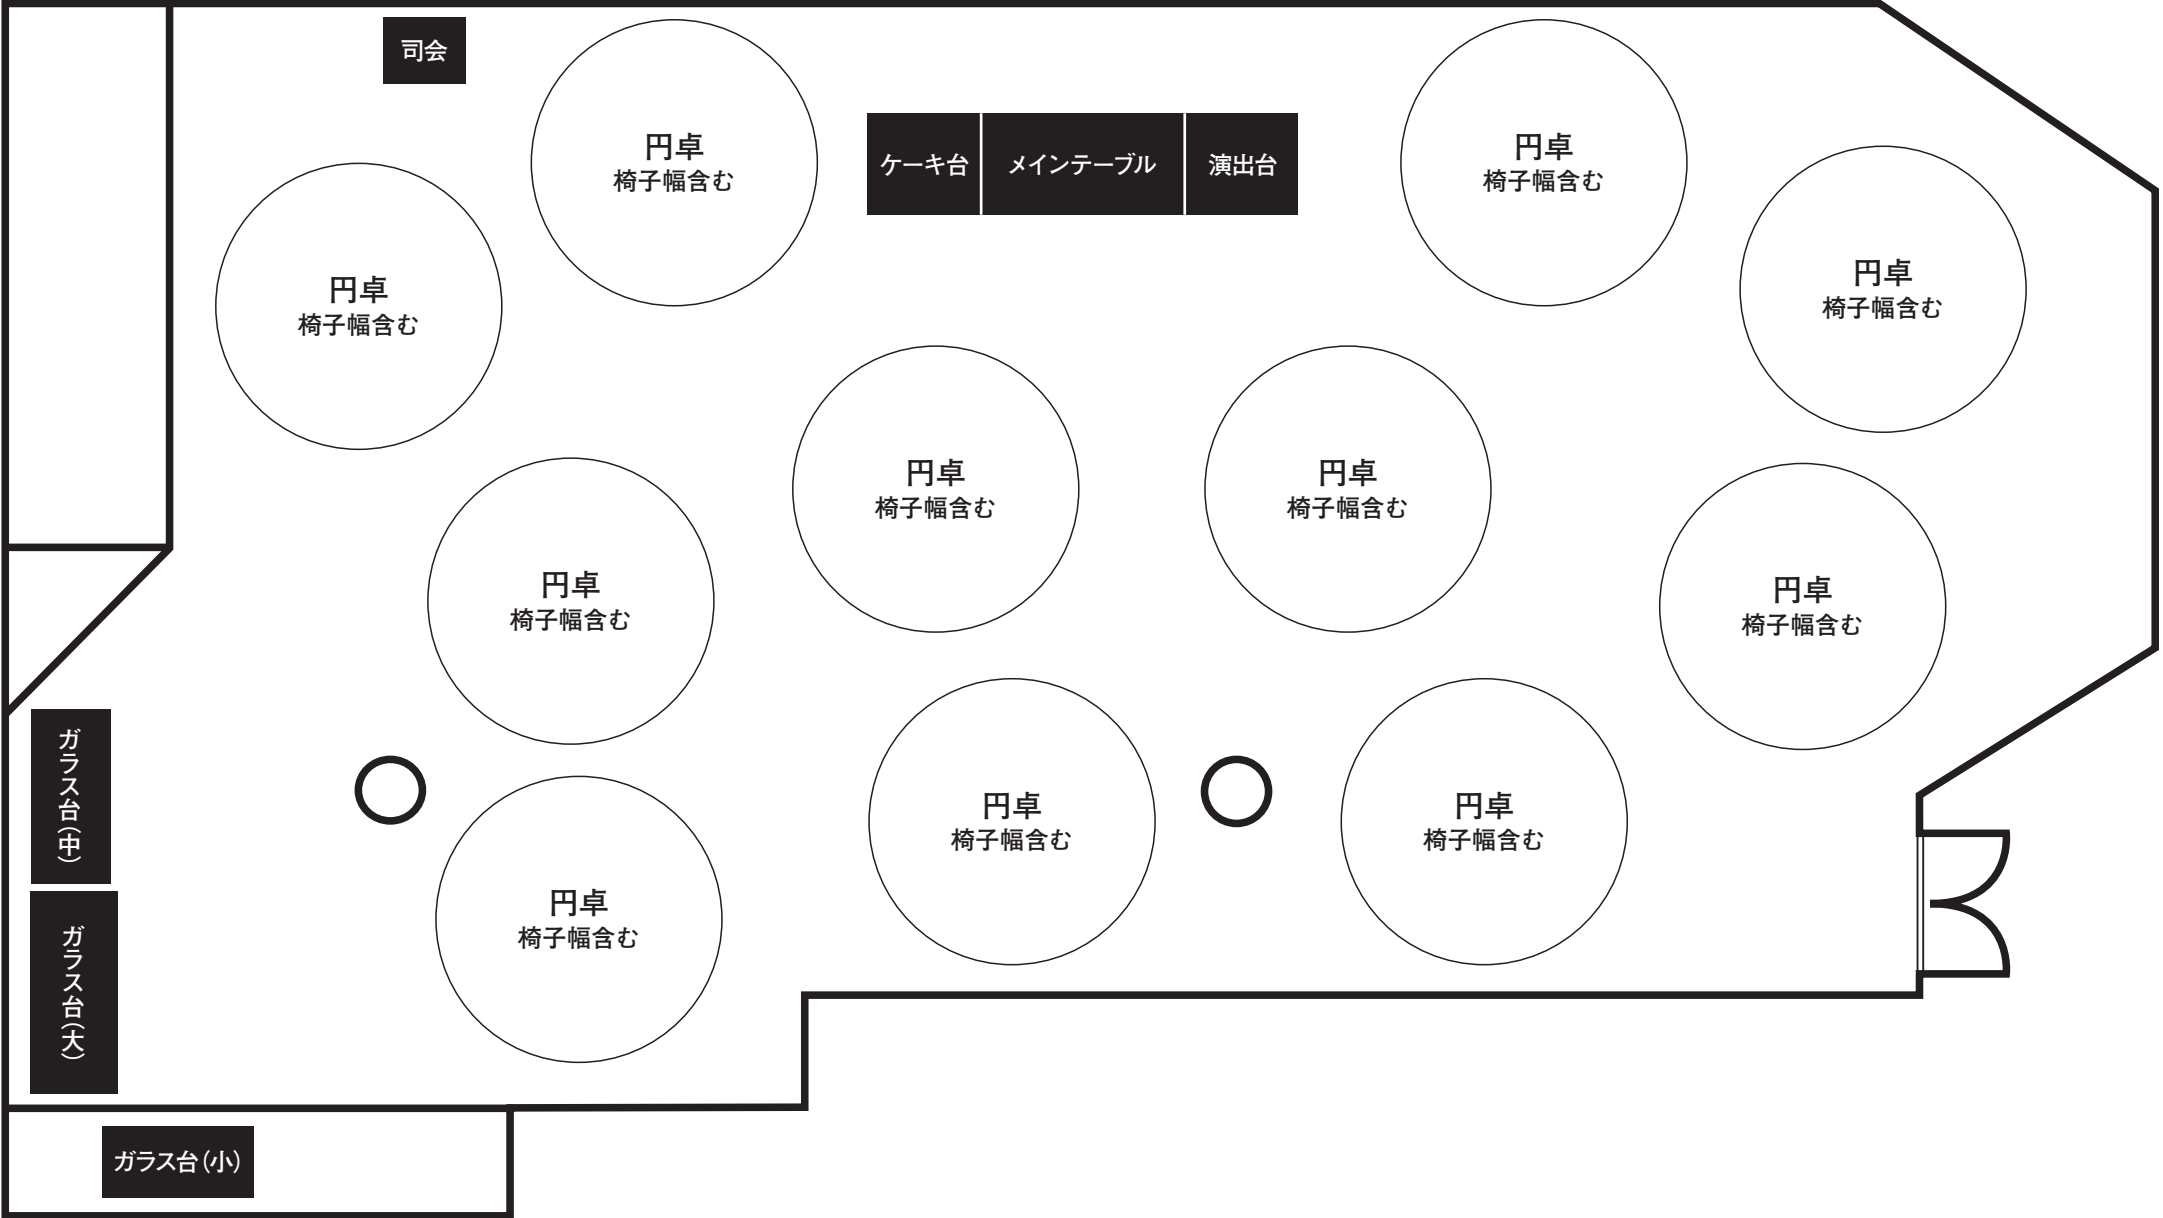 司会
円卓
椅子幅含む
ケーキ台
メインテーブル
演出台
円卓
椅子幅含む
円卓
椅子幅含む
円卓
椅子幅含む
円卓
椅子幅含む
円卓
椅子幅含む
円卓
椅子幅含む
円卓
椅子幅含む
ガラス台（中）
円卓
椅子幅含む
円卓
椅子幅含む
円卓
椅子幅含む
ガラス台（大）
ガラス台（小）